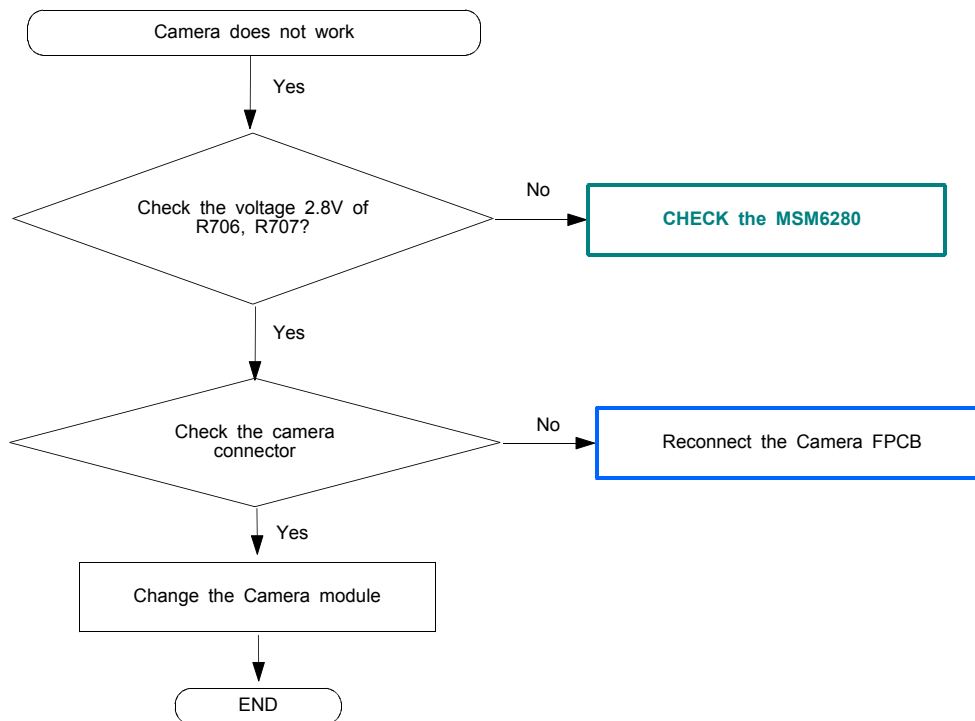 Camera does not work
Yes
Check the voltage 2.8V of
R706, R707?
No
CHECK the MSM6280
Yes
Check the camera
connector
No
Reconnect the Camera FPCB
Yes
Change the Camera module
END